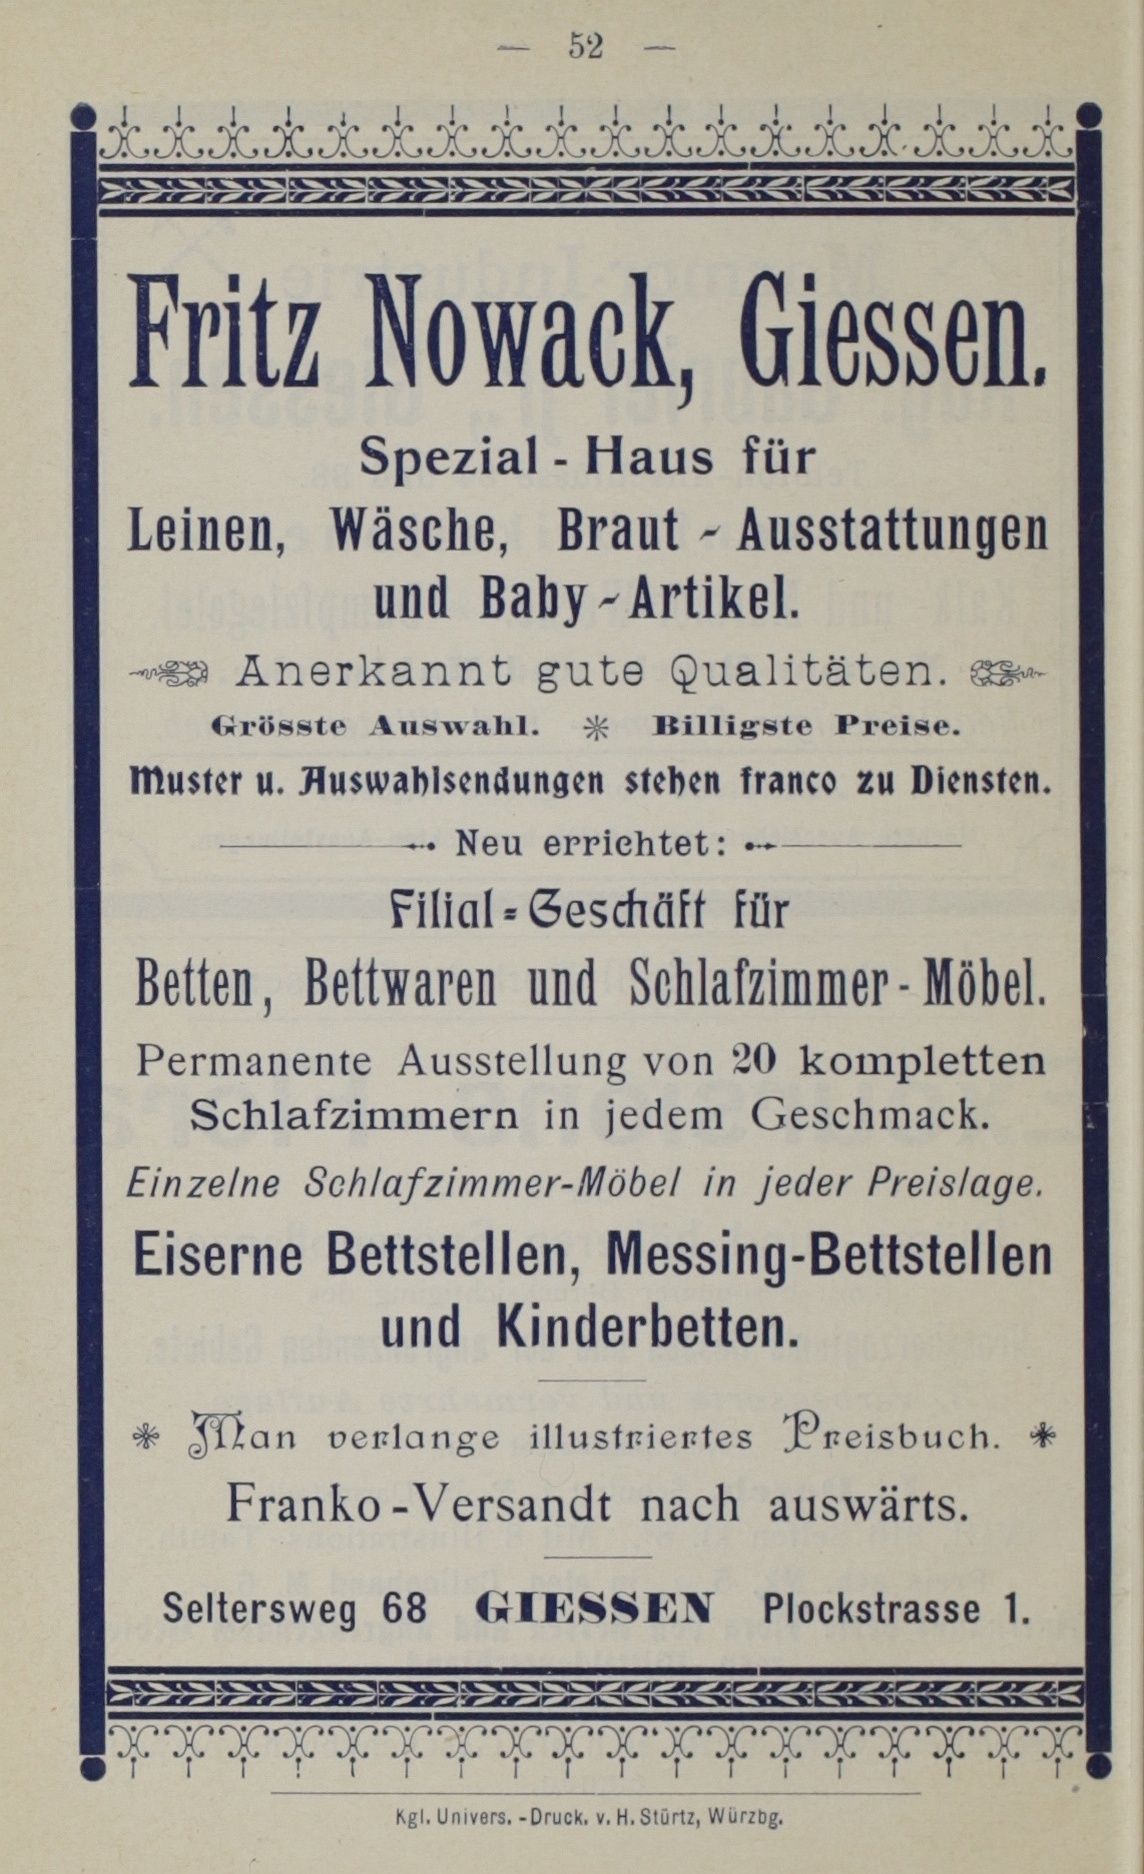 — 52 —
Fritz Nowack, Giessen.
Spezial-Haus für
Leinen, Wäsche, Braut-Ausstattungen
und Baby-Artikel.
Anerkannt gute Qualitäten.
Grösste Auswahl. * Billigste Preise.
Muster u. Auswahlsendungen stehen franco zu Diensten.
Neu errichtet:
Filial-Geschäft für
Betten, Bettwaren und Schlafzimmer-Möbel.
Permanente Ausstellung von 20 kompletten
Schlafzimmern in jedem Geschmack.
Einzelne Schlafzimmer-Möbel in jeder Preislage.
Eiserne Bettstellen, Messing-Bettstellen
und Kinderbetten.
* Man verlange illustriertes Preisbuch. *
Franko-Versandt nach auswärts.
Seltersweg 68 GIESSEN Plockstrasse 1.
Kgl. Univers.-Druck. v. H. Stürtz, Würzbg.